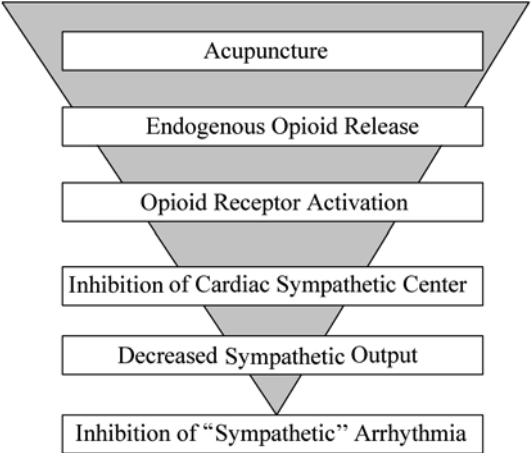 Acupuncture
Endogenous Opioid Release
Opioid Receptor Activation
Inhibition of Cardiac Sympathetic Center
Decreased Sympathetic Output
Inhibition of “Sympathetic’’ Arrhythmia